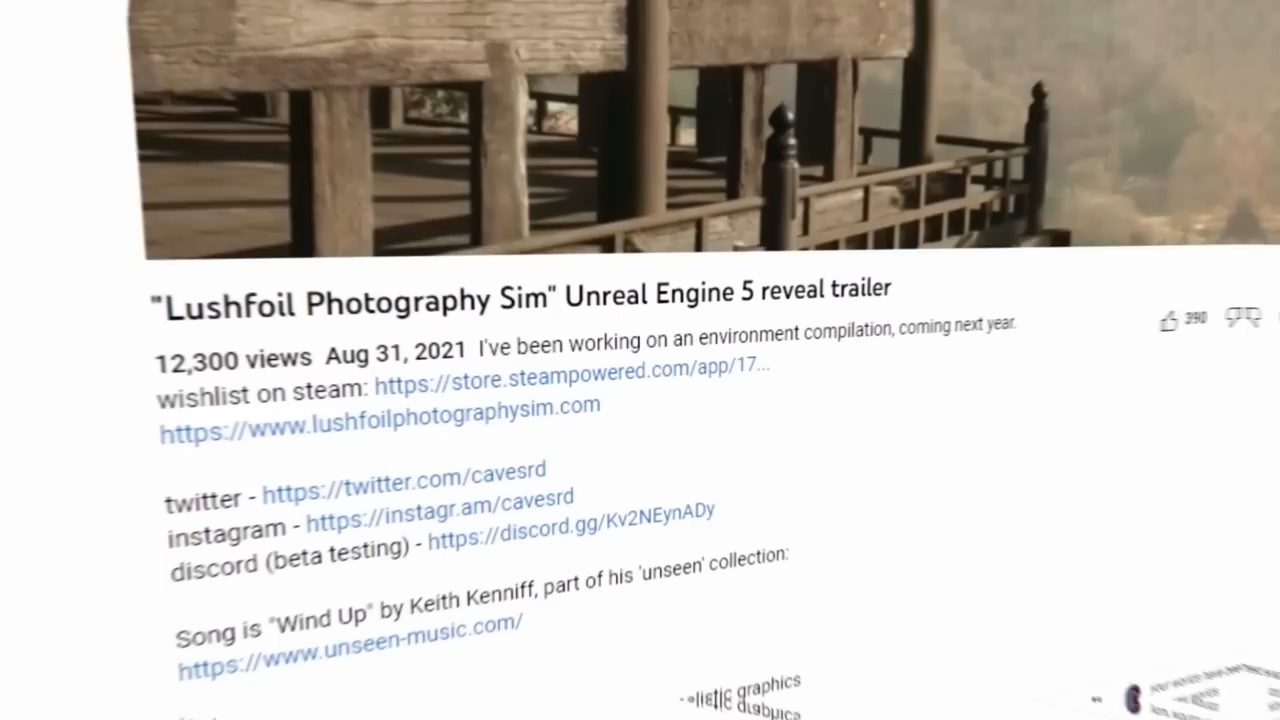 "Lushfoil Photography Sim" Unreal Engine 5 reveal trailer
390
12,300 views Aug 31, 2021 I've been working on an environment compilation, coming next year.
wishlist on steam: https://store.steampowered.com/app/17...
https://www.lushfoilphotographysim.com
twitter - https://twitter.com/cavesrd
instagram - https://instagr.am/cavesrd
discord (beta testing) - https://discord.gg/Kv2NEynADy
Song is "Wind Up" by Keith Kenniff, part of his 'unseen' collection:
https://www.unseen-music.com/
graphics